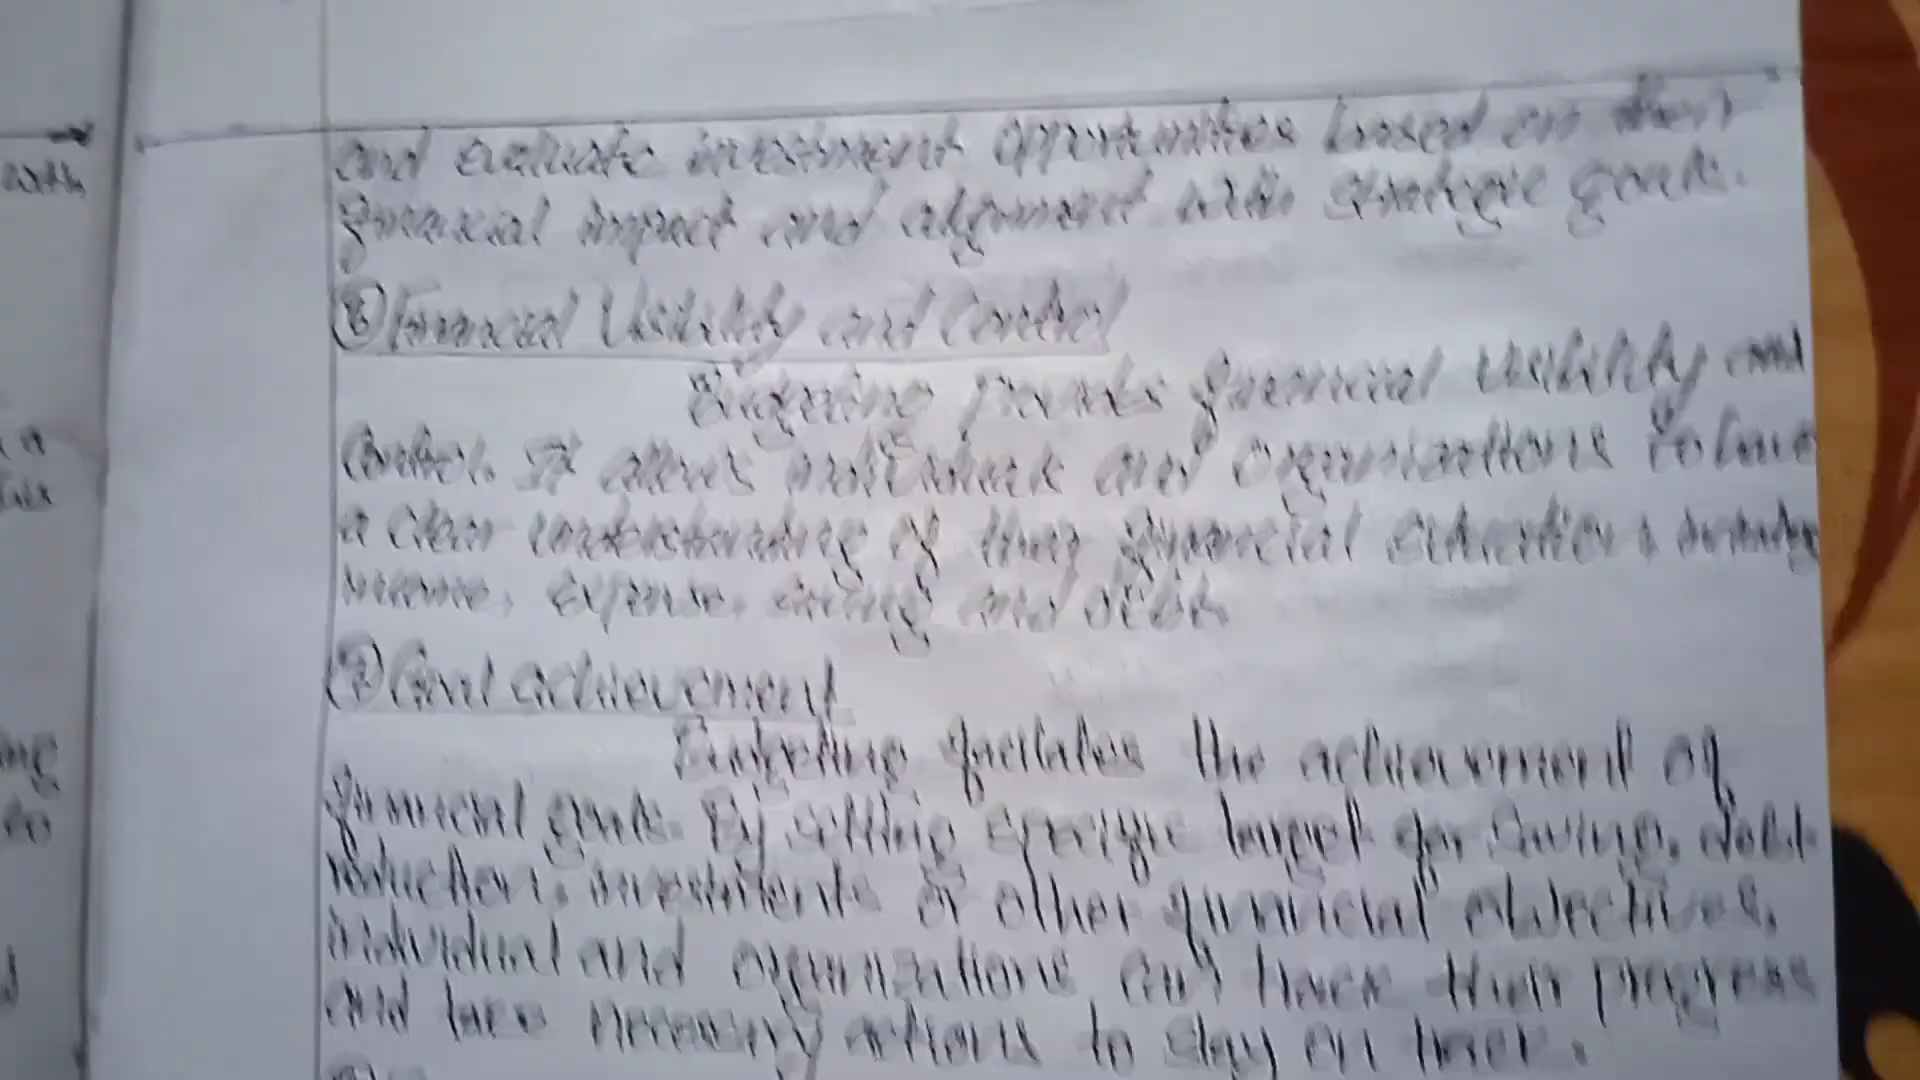 and evaluate investment opportunities based on their
financial impact and alignment with strategic goals.
⑥ Financial Visibility and Control
Budgeting provides financial visibility and
Control. It allows individuals and organizations to have
a clear understanding of their financial situation, including
income, expense, saving and debt.
⑦ Goal achievement
Budgeting facilitates the achievement of
financial goals. By setting specific target for saving, debt
reduction, investments or other financial objectives,
individual and organizations can track their progress
and take necessary actions to stay on track.